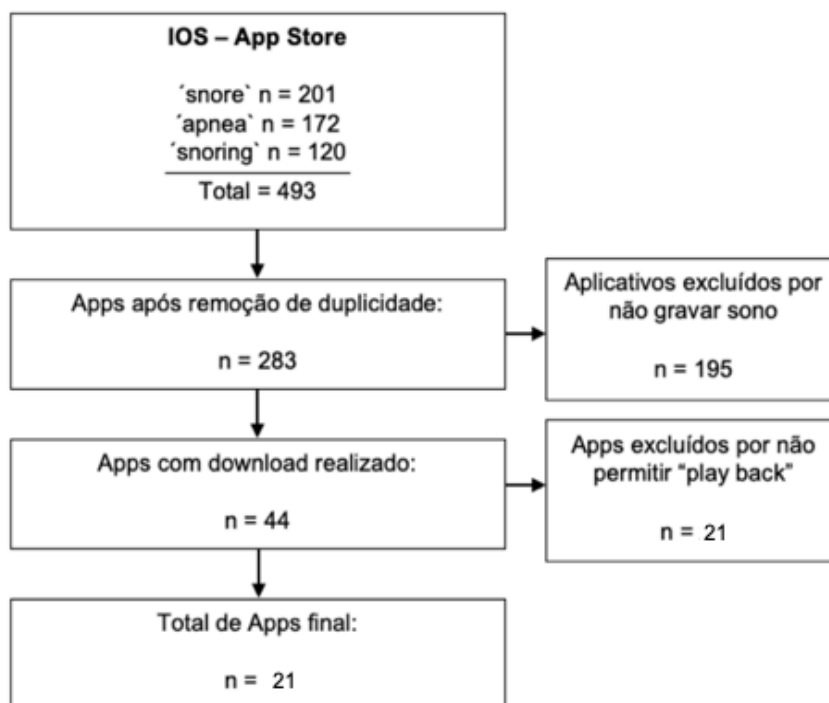 IOS – App Store
´snore` n = 201
´apnea` n = 172
´snoring` n = 120
Total = 493
Apps após remoção de duplicidade:
n = 283
Aplicativos excluídos por
não gravar sono
n = 195
Apps com download realizado:
n = 44
Apps excluídos por não
permitir “play back”
n = 21
Total de Apps final:
n = 21